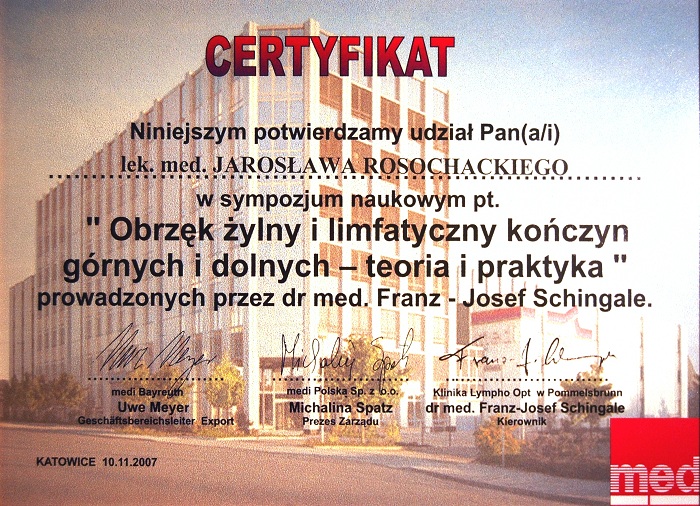 CERTYFIKAT
Niniejszym potwierdzamy udział Pan(a/i)
lek. med. JAROSŁAWA ROSOCHACKIEGO
w sympozjum naukowym pt.
" Obrzęk żylny i limfatyczny kończyn
górnych i dolnych – teoria i praktyka "
prowadzonych przez dr med. Franz - Josef Schingale.
medi Bayreuth
Uwe Meyer
Geschäftsbereichsleiter Export
medi Polska Sp. z o.o.
Michalina Spatz
Prezes Zarządu
Klinika Lympho Opt w Pommelsbrunn
dr med. Franz-Josef Schingale
Kierownik
KATOWICE 10.11.2007
med